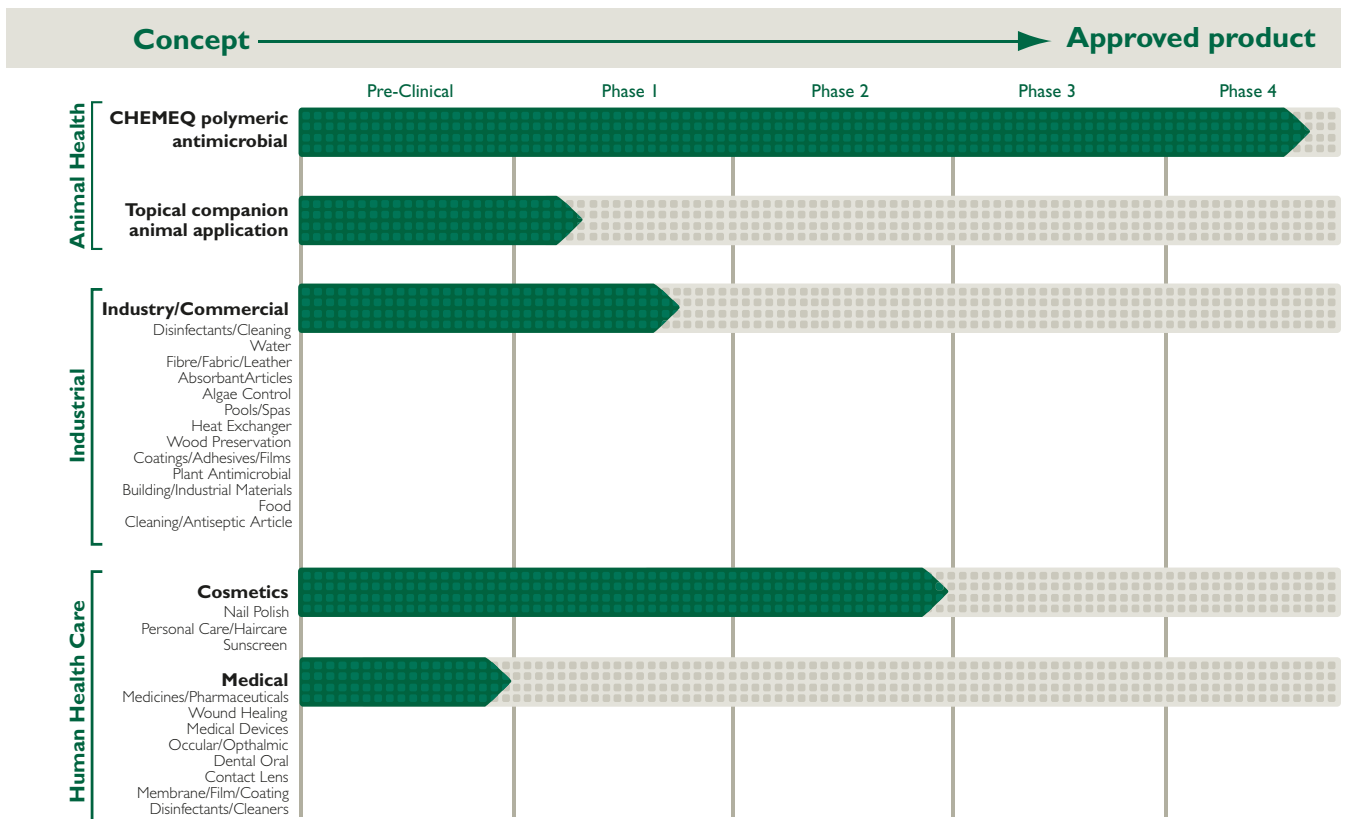 Concept
Approved product
Pre-Clinical
Phase 1
Phase 2
Phase 3
Phase 4
Animal Health
CHEMEQ polymeric
antimicrobial
Topical companion
animal application
Industrial
Industry/Commercial
Disinfectants/Cleaning
Water
Fibre/Fabric/Leather
AbsorbantArticles
Algae Control
Pools/Spas
Heat Exchanger
Wood Preservation
Coatings/Adhesives/Films
Plant Antimicrobial
Building/Industrial Materials
Food
Cleaning/Antiseptic Article
Human Health Care
Cosmetics
Nail Polish
Personal Care/Haircare
Sunscreen
Medical
Medicines/Pharmaceuticals
Wound Healing
Medical Devices
Occular/Opthalmic
Dental Oral
Contact Lens
Membrane/Film/Coating
Disinfectants/Cleaners